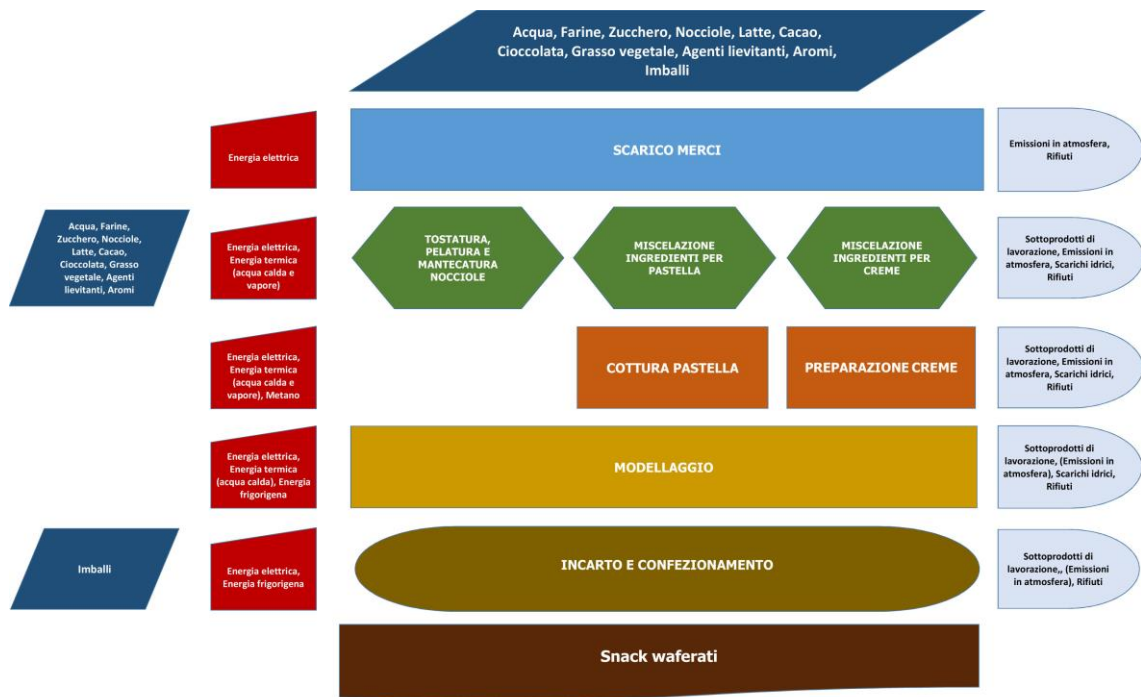 Acqua, Farine, Zucchero, Nocciole, Latte, Cacao,
Cioccolata, Grasso vegetale, Agenti lievitanti, Aromi,
Imballi
Energia elettrica
SCARICO MERCI
Emissioni in atmosfera,
Rifiuti
Acqua, Farine,
Zucchero, Nocciole,
Latte, Cacao,
Cioccolata, Grasso
vegetale, Agenti
lievitanti, Aromi
Energia elettrica,
Energia termica
(acqua calda e
vapore)
TOSTATURA,
PELATURA E
MANTECATURA
NOCCIOLE
MISCELAZIONE
INGREDIENTI PER
PASTELLA
MISCELAZIONE
INGREDIENTI PER
CREME
Sottoprodotti di
lavorazione, Emissioni in
atmosfera, Scarichi idrici,
Rifiuti
Energia elettrica,
Energia termica
(acqua calda e
vapore), Metano
COTTURA PASTELLA
PREPARAZIONE CREME
Sottoprodotti di
lavorazione, Emissioni in
atmosfera, Scarichi idrici,
Rifiuti
Energia elettrica,
Energia termica
(acqua calda), Energia
frigorigena
MODELLAGGIO
Sottoprodotti di
lavorazione, (Emissioni in
atmosfera), Scarichi idrici,
Rifiuti
Imballi
Energia elettrica,
Energia frigorigena
INCARTO E CONFEZIONAMENTO
Sottoprodotti di
lavorazione,, (Emissioni
in atmosfera), Rifiuti
Snack waferati